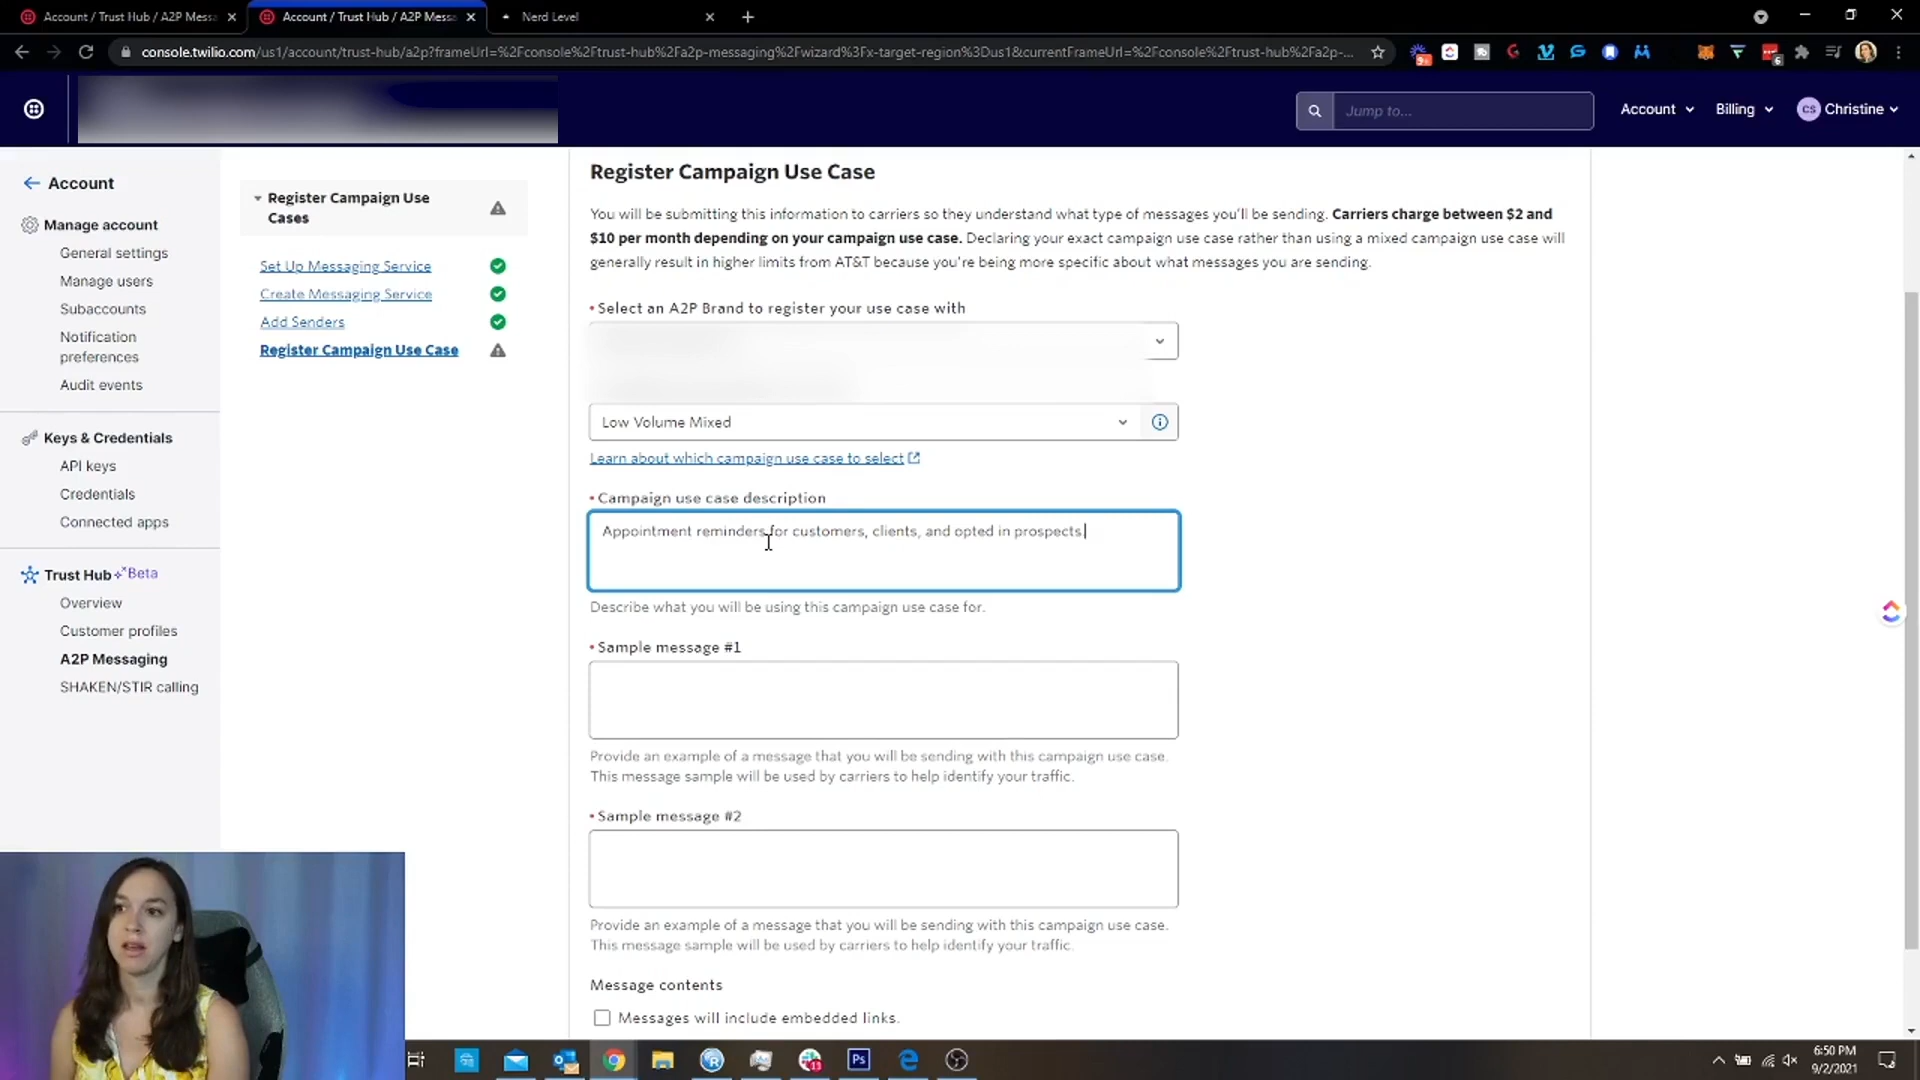 Account / Trust Hub / A2P Messa
Account / Trust Hub / A2P Messa
Nerd Level
console.twilio.com/us1/account/trust-hub/a2p?frameUrl=%2Fconsole%2Ftrust-hub%2Fa2p-messaging%2Fwizard%3Fx-target-region%3Dus1&currentFrameUrl=%2Fconsole%2Ftrust-hub%2Fa2p-...
Jump to...
Account
Billing
CS
Christine
Account
Manage account
General settings
Manage users
Subaccounts
Notification
preferences
Audit events
Keys & Credentials
API keys
Credentials
Connected apps
Trust Hub
Beta
Overview
Customer profiles
A2P Messaging
SHAKEN/STIR calling
Register Campaign Use
Cases
Set Up Messaging Service
Create Messaging Service
Add Senders
Register Campaign Use Case
Register Campaign Use Case
You will be submitting this information to carriers so they understand what type of messages you'll be sending. Carriers charge between $2 and
$10 per month depending on your campaign use case. Declaring your exact campaign use case rather than using a mixed campaign use case will
generally result in higher limits from AT&T because you're being more specific about what messages you are sending.
• Select an A2P Brand to register your use case with
Low Volume Mixed
Learn about which campaign use case to select
• Campaign use case description
Appointment reminders for customers, clients, and opted in prospects
Describe what you will be using this campaign use case for.
• Sample message #1
Provide an example of a message that you will be sending with this campaign use case.
This message sample will be used by carriers to help identify your traffic.
• Sample message #2
Provide an example of a message that you will be sending with this campaign use case.
This message sample will be used by carriers to help identify your traffic.
Message contents
Messages will include embedded links.
Ps
6:50 PM
9/2/2021